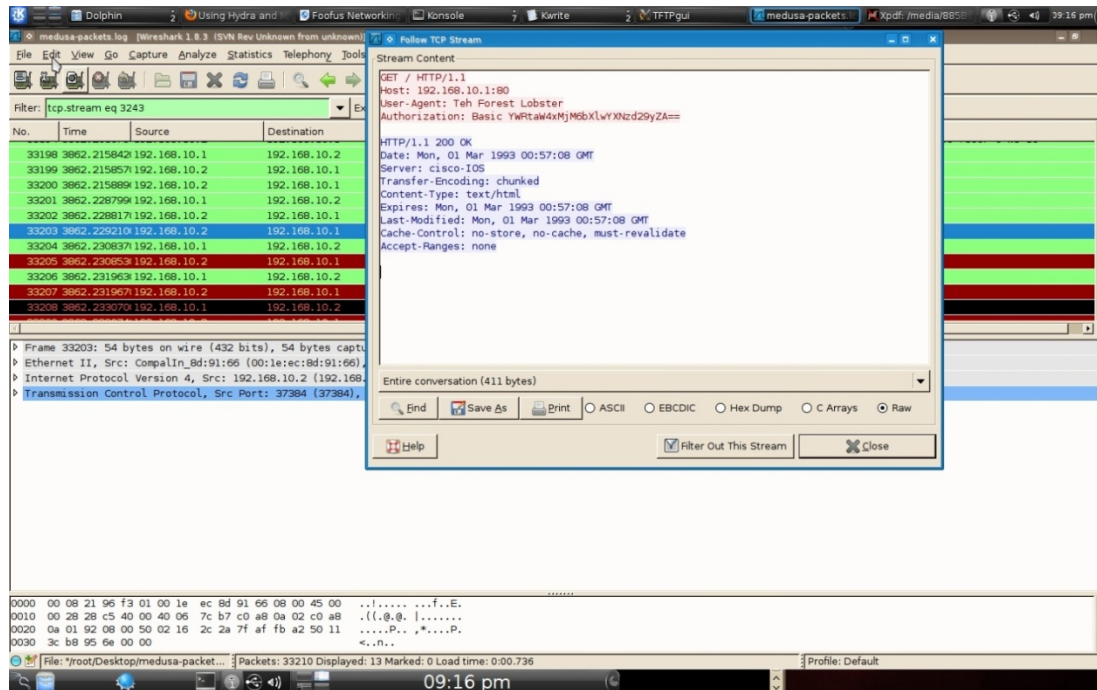 Dolphin 2 Using Hydra and Foofus Networking Konsole 7 Kwrite 2 TFTPgui medusa-packets. Xpdf: /media/885 09:16 pm
medusa-packets.log [Wireshark 1.8.3 (SVN Rev Unknown from unknown)]
File Edit View Go Capture Analyze Statistics Telephony Tools
Filter: tcp.stream eq 3243 Ex
No. Time Source Destination
33198 3862.215842 192.168.10.1 192.168.10.2
33199 3862.215857 192.168.10.2 192.168.10.1
33200 3862.215889 192.168.10.2 192.168.10.1
33201 3862.228799 192.168.10.1 192.168.10.2
33202 3862.228817 192.168.10.2 192.168.10.1
33203 3862.229210 192.168.10.2 192.168.10.1
33204 3862.230837 192.168.10.1 192.168.10.2
33205 3862.230853 192.168.10.2 192.168.10.1
33206 3862.231963 192.168.10.1 192.168.10.2
33207 3862.231967 192.168.10.2 192.168.10.1
33208 3862.233070 192.168.10.1 192.168.10.2
Frame 33203: 54 bytes on wire (432 bits), 54 bytes captu
Ethernet II, Src: CompalIn_8d:91:66 (00:1e:ec:8d:91:66),
Internet Protocol Version 4, Src: 192.168.10.2 (192.168.
Transmission Control Protocol, Src Port: 37384 (37384),
Follow TCP Stream
Stream Content
GET / HTTP/1.1
Host: 192.168.10.1:80
User-Agent: Teh Forest Lobster
Authorization: Basic YWRtaW4xMjM6bXlwYXNzd29yZA==
HTTP/1.1 200 OK
Date: Mon, 01 Mar 1993 00:57:08 GMT
Server: cisco-IOS
Transfer-Encoding: chunked
Content-Type: text/html
Expires: Mon, 01 Mar 1993 00:57:08 GMT
Last-Modified: Mon, 01 Mar 1993 00:57:08 GMT
Cache-Control: no-store, no-cache, must-revalidate
Accept-Ranges: none
Entire conversation (411 bytes)
Find Save As Print ASCII EBCDIC Hex Dump C Arrays Raw
Help Filter Out This Stream Close
0000 00 08 21 96 f3 01 00 1e ec 8d 91 66 08 00 45 00 ..!..... ...f..E.
0010 00 28 28 c5 40 00 40 06 7c b7 c0 a8 0a 02 c0 a8 .((.@.@. |.......
0020 0a 01 92 08 00 50 02 16 2c 2a 7f af fb a2 50 11 .....P.. ,*....P.
0030 3c b8 95 6e 00 00 <..n..
File: "/root/Desktop/medusa-packet... Packets: 33210 Displayed: 13 Marked: 0 Load time: 0:00.736 Profile: Default
09:16 pm